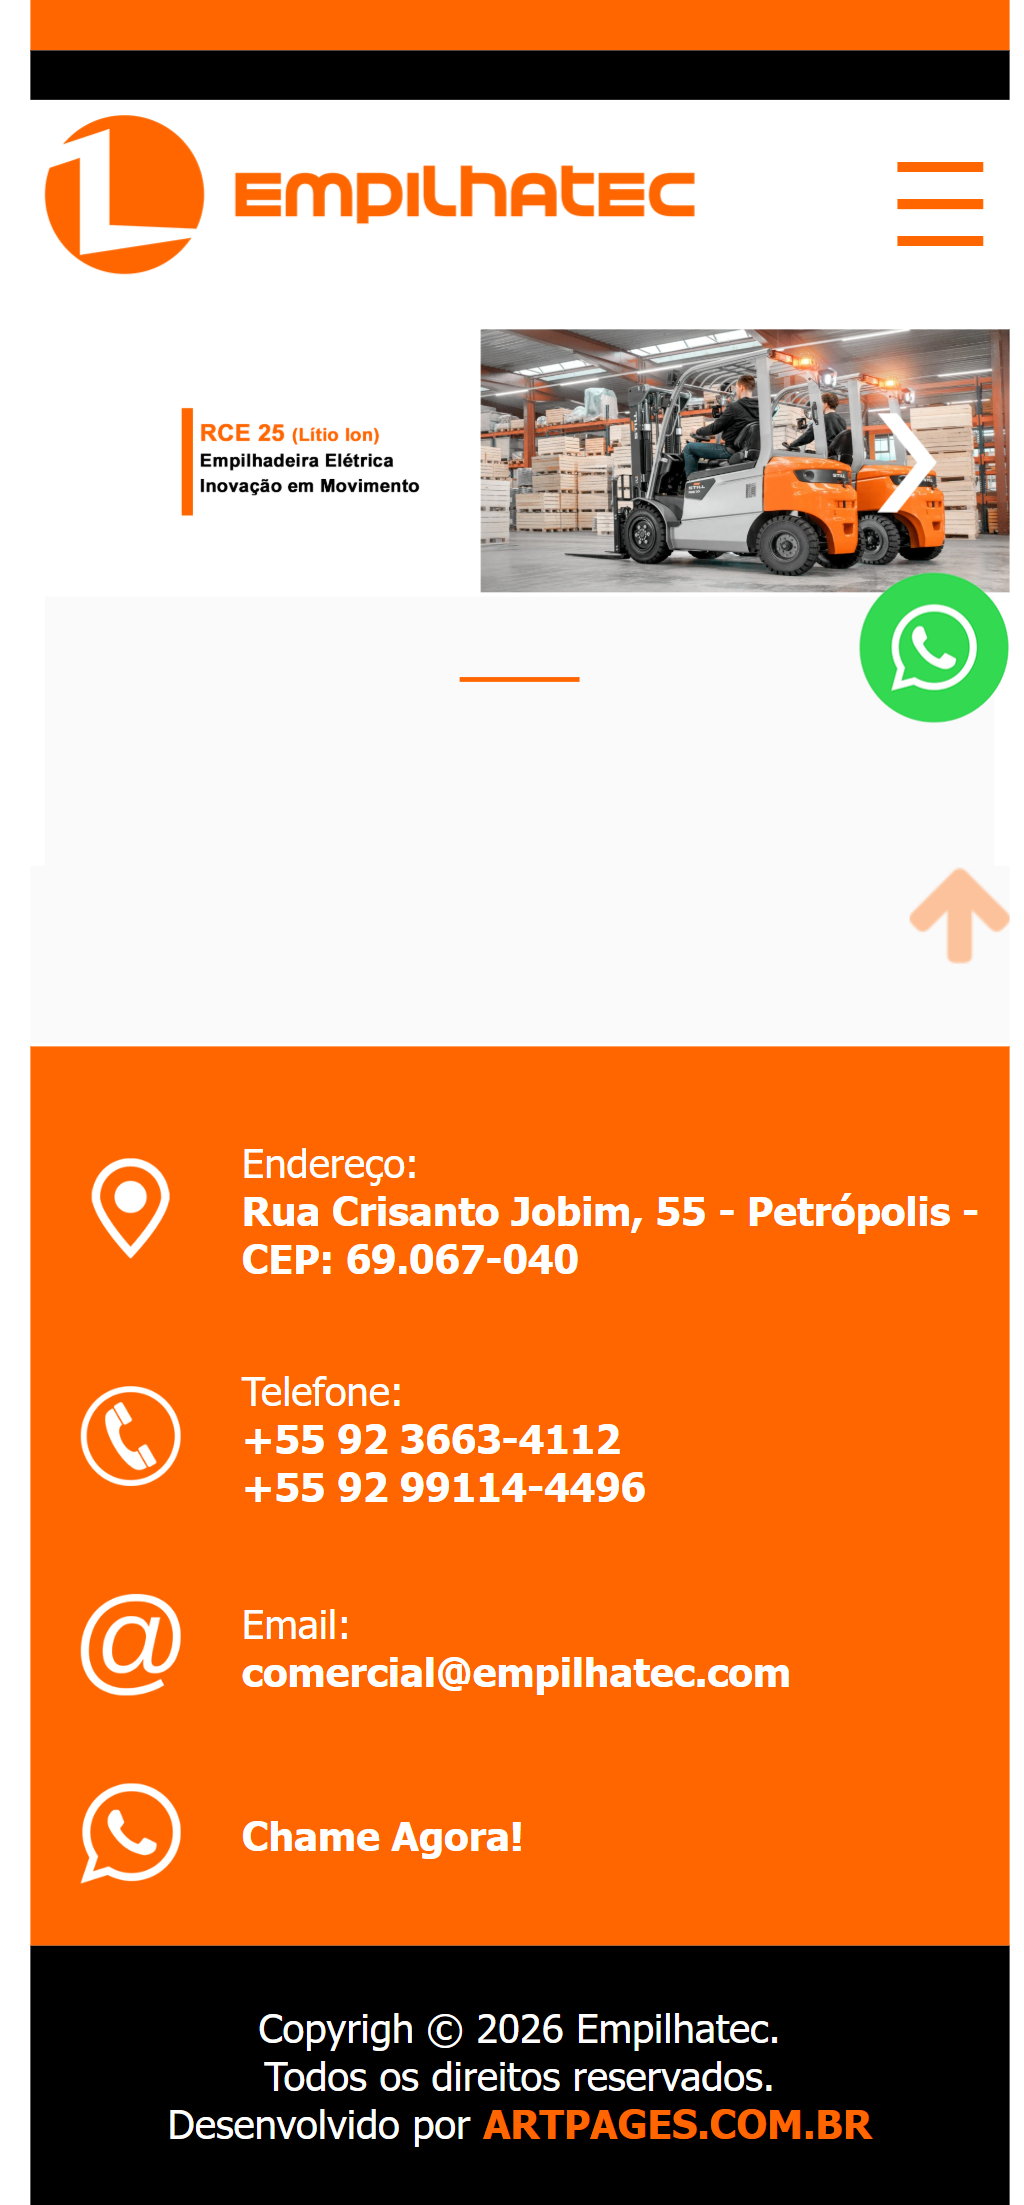 EMPILHATEC
RCE 25 (Lítio Ion)
Empilhadeira Elétrica
Inovação em Movimento
Endereço:
Rua Crisanto Jobim, 55 - Petrópolis -
CEP: 69.067-040
Telefone:
+55 92 3663-4112
+55 92 99114-4496
Email:
comercial@empilhatec.com
Chame Agora!
Copyrigh © 2026 Empilhatec.
Todos os direitos reservados.
Desenvolvido por ARTPAGES.COM.BR